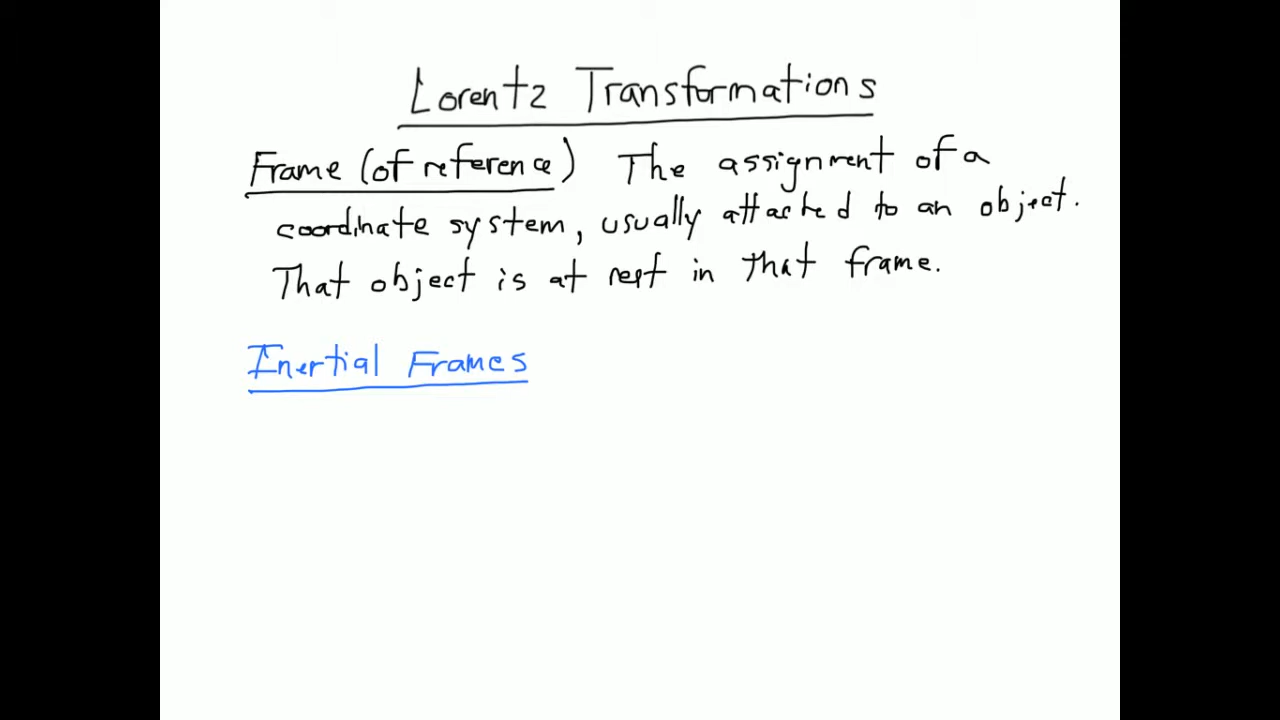 Lorentz Transformations
Frame (of reference) The assignment of a
coordinate system, usually attached to an object.
That object is at rest in that frame.
Inertial Frames